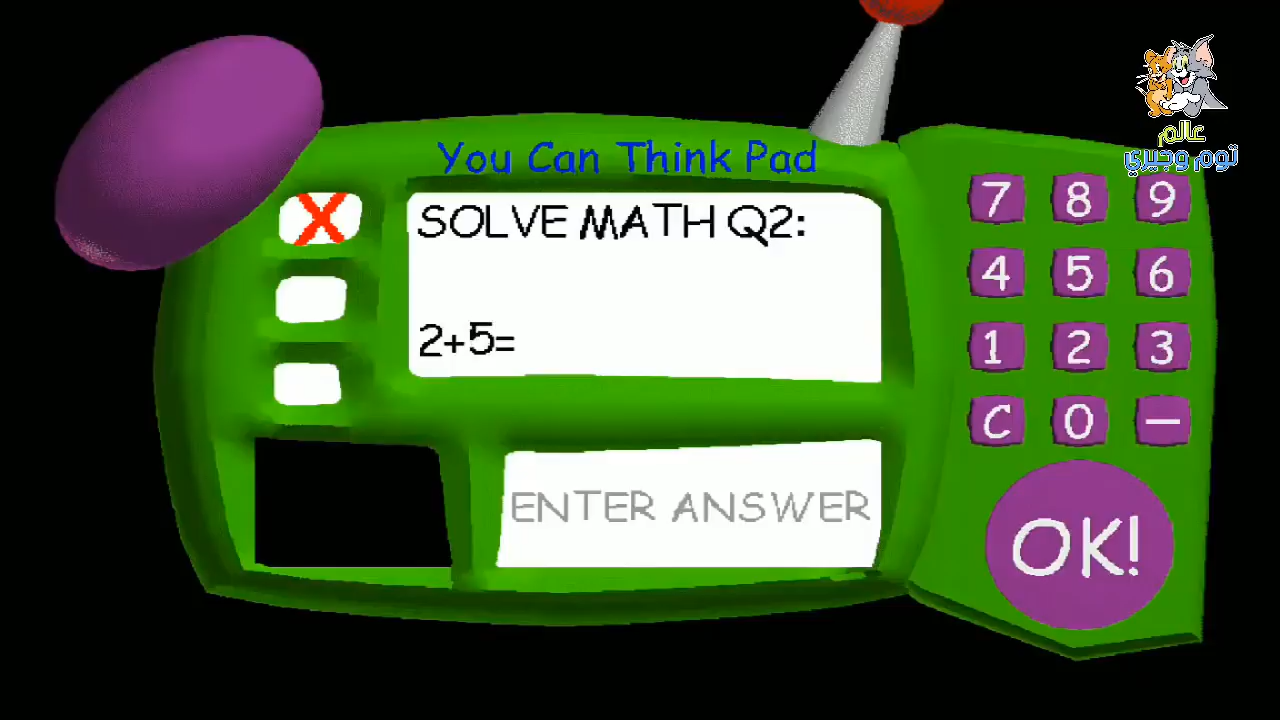 عالم
توم وجيري
You Can Think Pad
X
SOLVE MATH Q2:
2+5=
ENTER ANSWER
7 8 9
4 5 6
1 2 3
C 0 —
OK!